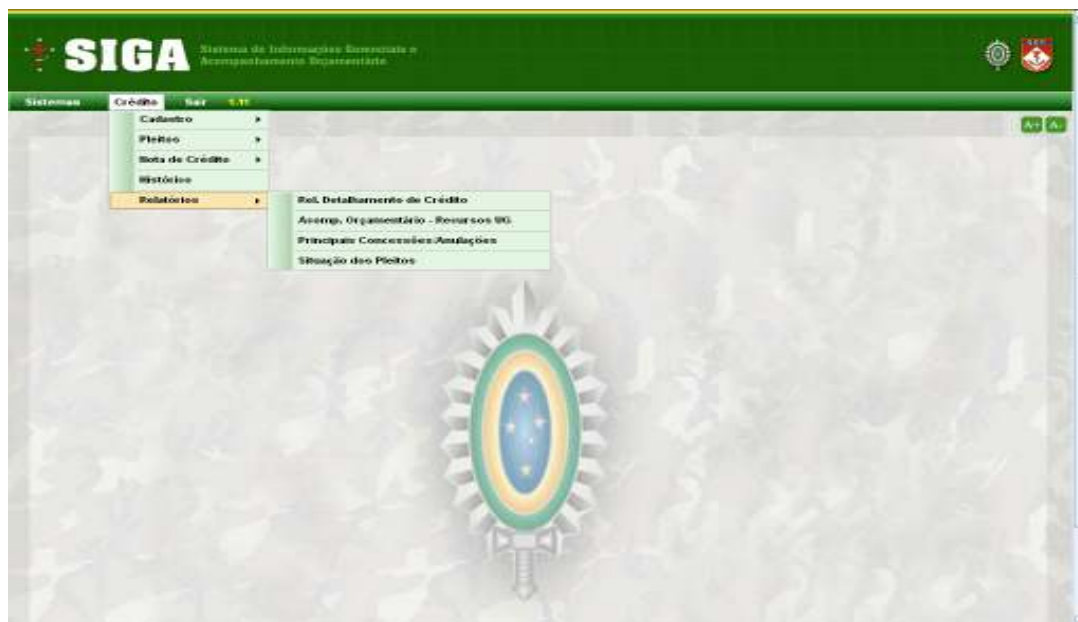 SIGA
Sistema de Informações Gerenciais e
Acompanhamento Orçamentário
Sistemas Crédito Sair
Cadastro
Pleitos
Nota de Crédito
Histórico
Relatórios
Rel. Detalhamento de Crédito
Acomp. Orçamentário - Recursos UG
Principais Concessões/Anulações
Situação dos Pleitos
A+ A-